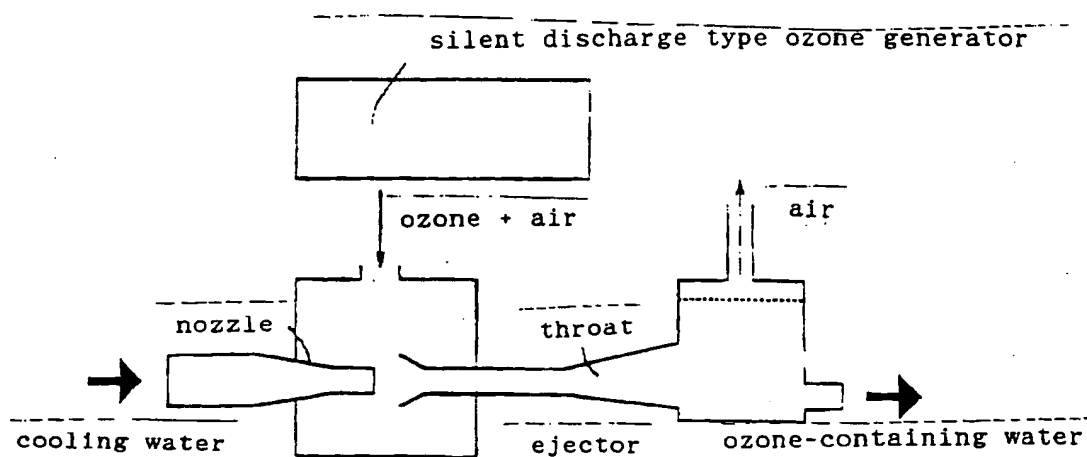 silent discharge type ozone generator
ozone + air
air
nozzle
throat
cooling water
ejector
ozone-containing water